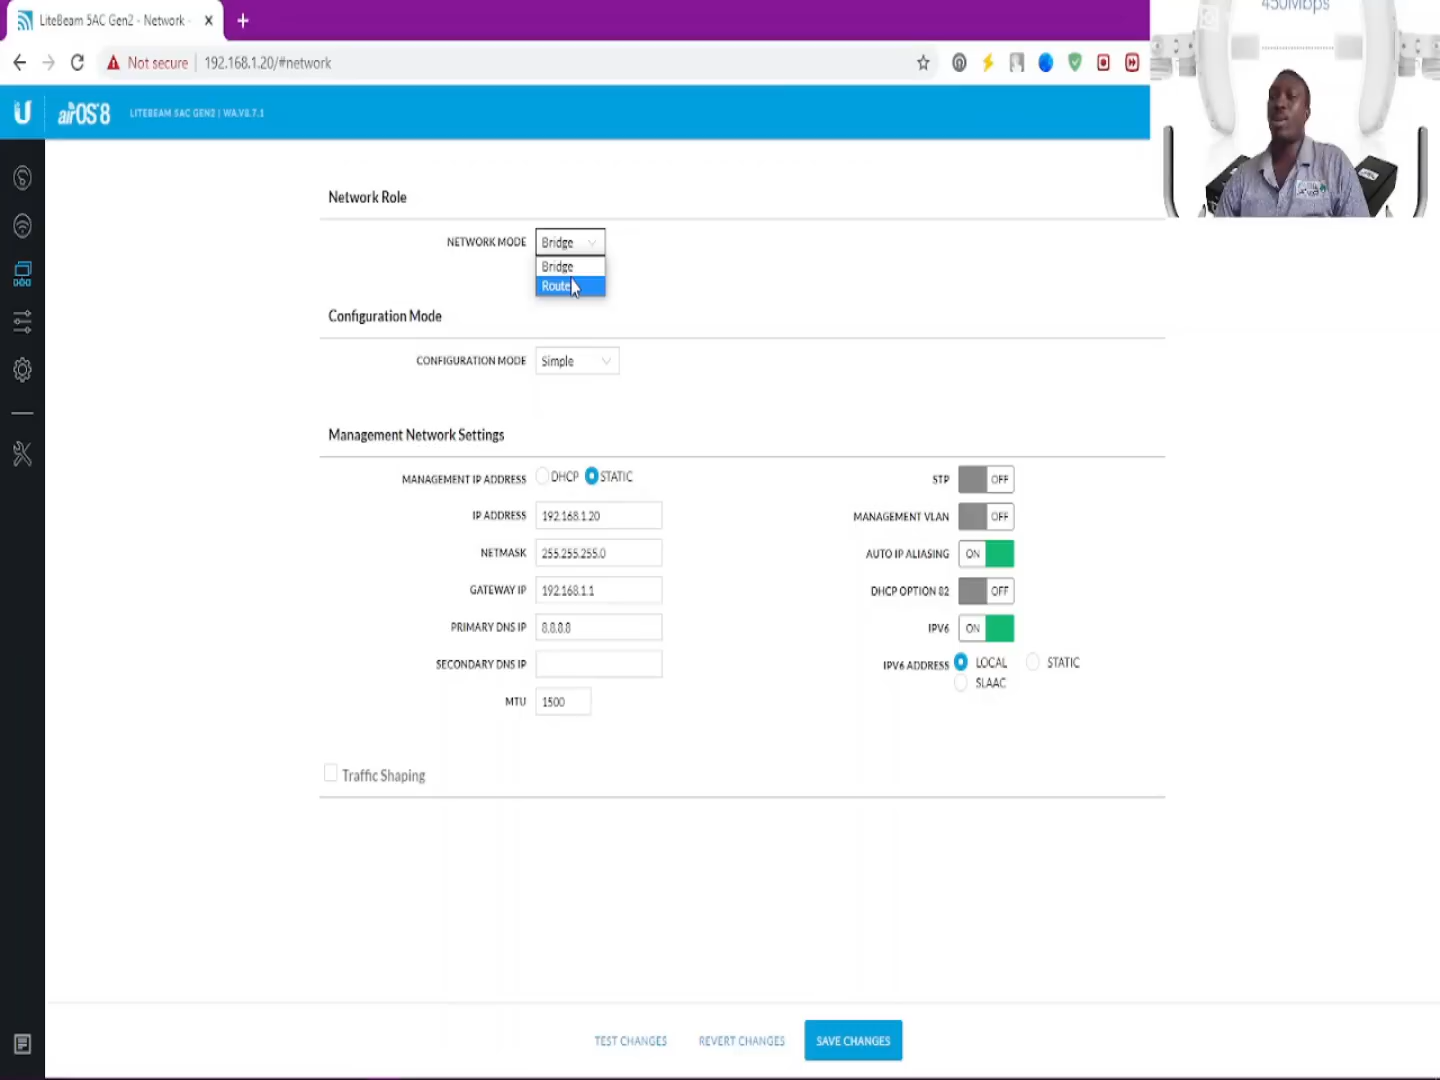 LiteBeam 5AC Gen2 - Network -
450Mbps
Not secure
192.168.1.20/#network
airOS 8
LITEBEAM 5AC GEN2 | WA.V8.7.1
Network Role
NETWORK MODE
Bridge
Bridge
Route
Configuration Mode
CONFIGURATION MODE
Simple
Management Network Settings
MANAGEMENT IP ADDRESS
DHCP
STATIC
STP
OFF
IP ADDRESS
192.168.1.20
MANAGEMENT VLAN
OFF
NETMASK
255.255.255.0
AUTO IP ALIASING
ON
GATEWAY IP
192.168.1.1
DHCP OPTION 82
OFF
PRIMARY DNS IP
8.8.8.8
IPV6
ON
SECONDARY DNS IP
IPV6 ADDRESS
LOCAL
STATIC
SLAAC
MTU
1500
Traffic Shaping
TEST CHANGES
REVERT CHANGES
SAVE CHANGES